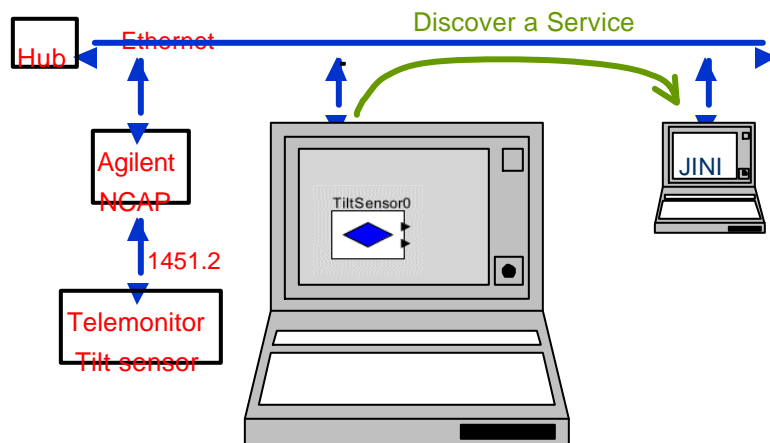 Discover a Service
Ethernet
Hub
Agilent
NCAP
JINI
TiltSensor0
1451.2
Telemonitor
Tilt sensor